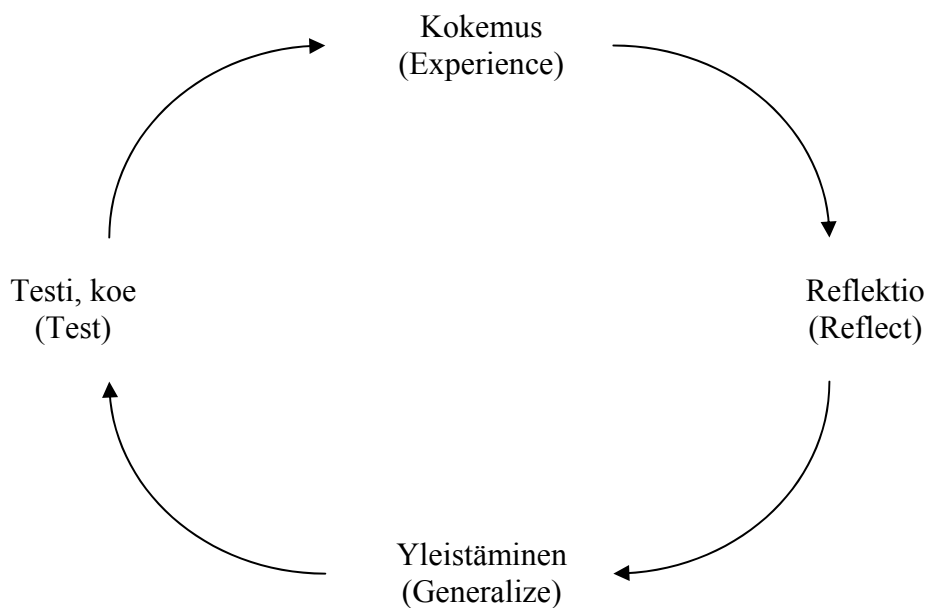 Kokemus
(Experience)
Testi, koe
(Test)
Reflektio
(Reflect)
Yleistäminen
(Generalize)